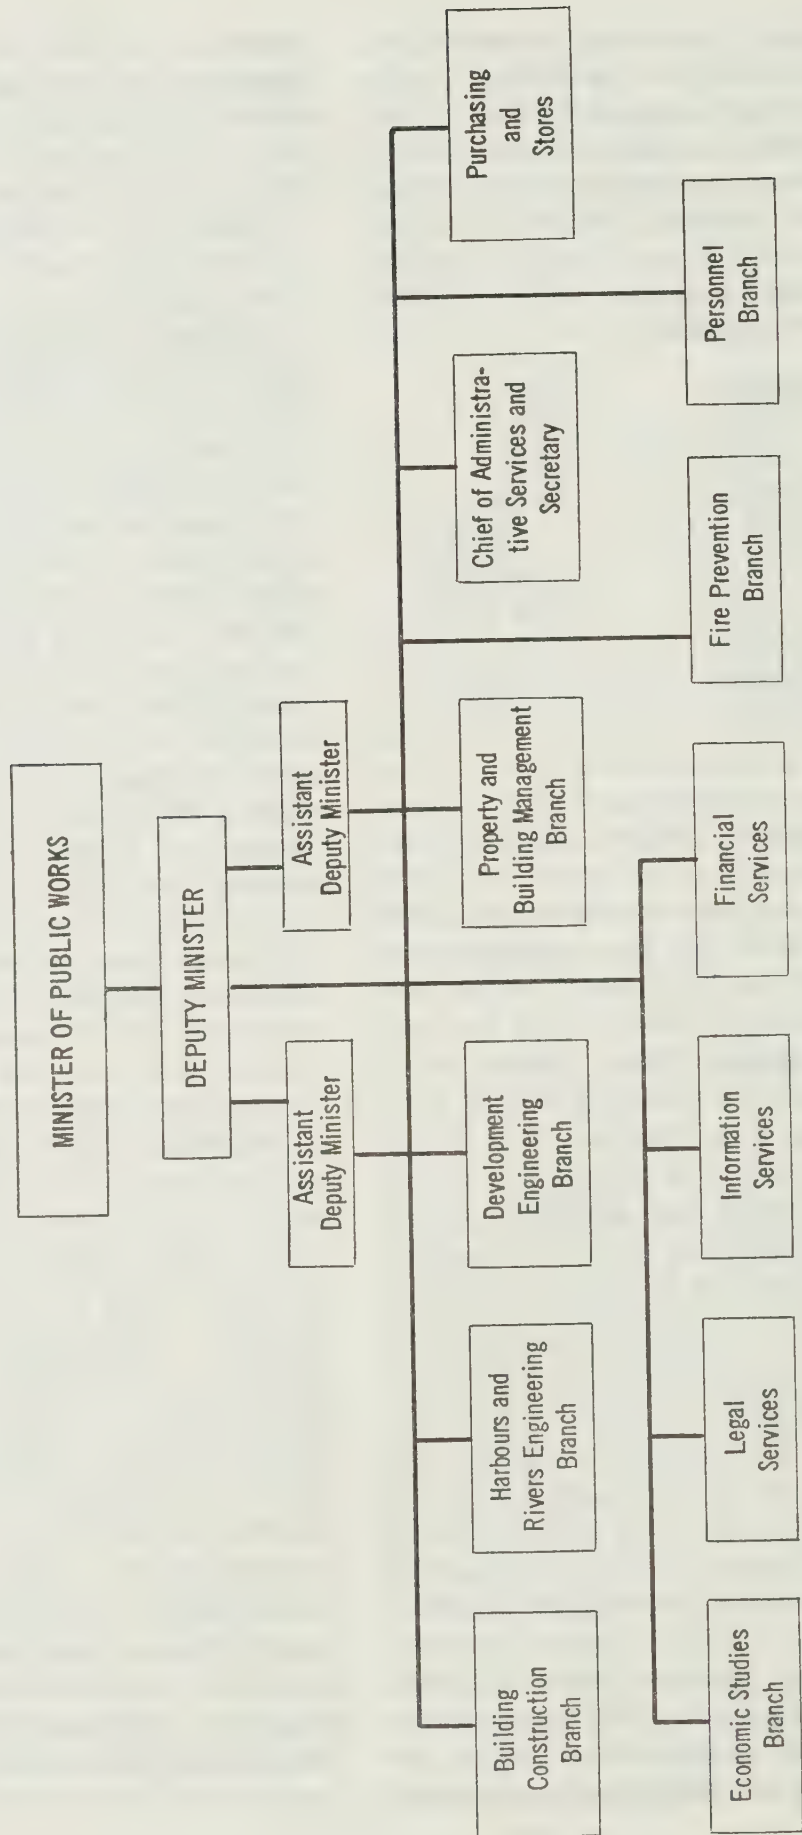 MINISTER OF PUBLIC WORKS
DEPUTY MINISTER
Assistant
Deputy Minister
Assistant
Deputy Minister
Building
Construction
Branch
Harbours and
Rivers Engineering
Branch
Development
Engineering
Branch
Property and
Building Management
Branch
Chief of Administra-
tive Services and
Secretary
Purchasing
and
Stores
Economic Studies
Branch
Legal
Services
Information
Services
Financial
Services
Fire Prevention
Branch
Personnel
Branch